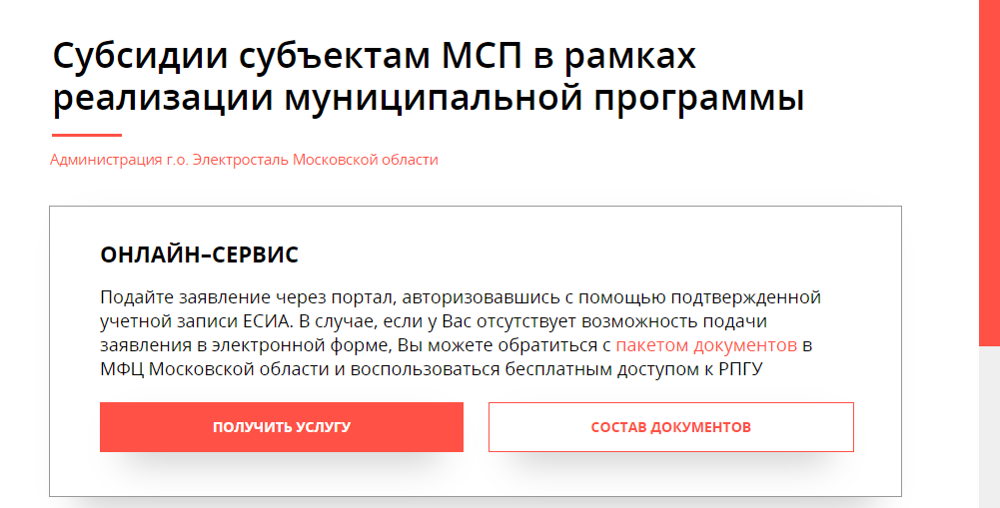 Субсидии субъектам МСП в рамках
реализации муниципальной программы
Администрация г.о. Электросталь Московской области
ОНЛАЙН–СЕРВИС
Подайте заявление через портал, авторизовавшись с помощью подтвержденной
учетной записи ЕСИА. В случае, если у Вас отсутствует возможность подачи
заявления в электронной форме, Вы можете обратиться с пакетом документов в
МФЦ Московской области и воспользоваться бесплатным доступом к РПГУ
ПОЛУЧИТЬ УСЛУГУ
СОСТАВ ДОКУМЕНТОВ